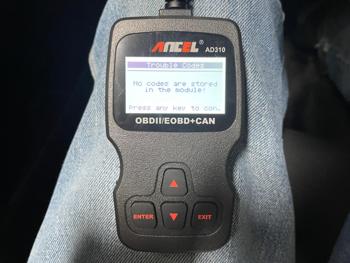 ANCEL®
AD310
Trouble Codes
No codes are stored
in the module!
Press any key to con.
OBDII/EOBD+CAN
ENTER
EXIT